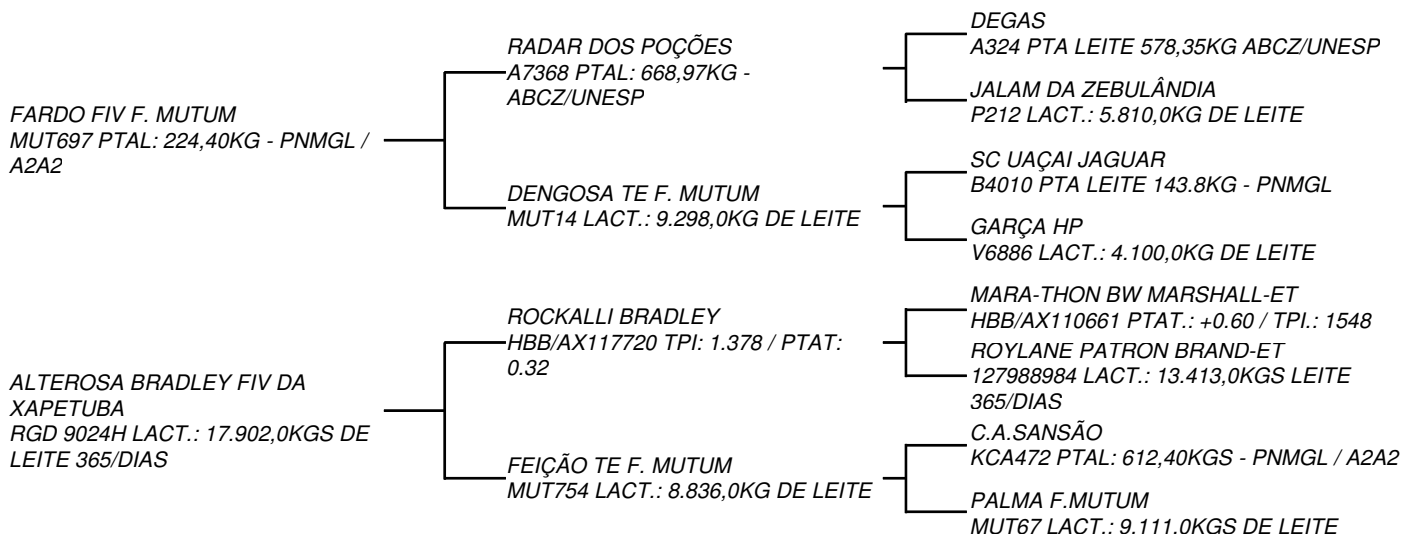 FARDO FIV F. MUTUM
MUT697 PTAL: 224,40KG - PNMGL /
A2A2
ALTEROSA BRADLEY FIV DA
XAPETUBA
RGD 9024H LACT.: 17.902,0KGS DE
LEITE 365/DIAS
RADAR DOS POÇÕES
A7368 PTAL: 668,97KG -
ABCZ/UNESP
DENGOSA TE F. MUTUM
MUT14 LACT.: 9.298,0KG DE LEITE
ROCKALLI BRADLEY
HBB/AX117720 TPI: 1.378 / PTAT:
0.32
FEIÇÃO TE F. MUTUM
MUT754 LACT.: 8.836,0KG DE LEITE
DEGAS
A324 PTA LEITE 578,35KG ABCZ/UNESP
JALAM DA ZEBULÂNDIA
P212 LACT.: 5.810,0KG DE LEITE
SC UAÇAI JAGUAR
B4010 PTA LEITE 143.8KG - PNMGL
GARÇA HP
V6886 LACT.: 4.100,0KG DE LEITE
MARA-THON BW MARSHALL-ET
HBB/AX110661 PTAT.: +0.60 / TPI.: 1548
ROYLANE PATRON BRAND-ET
127988984 LACT.: 13.413,0KGS LEITE
365/DIAS
C.A.SANSÃO
KCA472 PTAL: 612,40KGS - PNMGL / A2A2
PALMA F.MUTUM
MUT67 LACT.: 9.111,0KGS DE LEITE